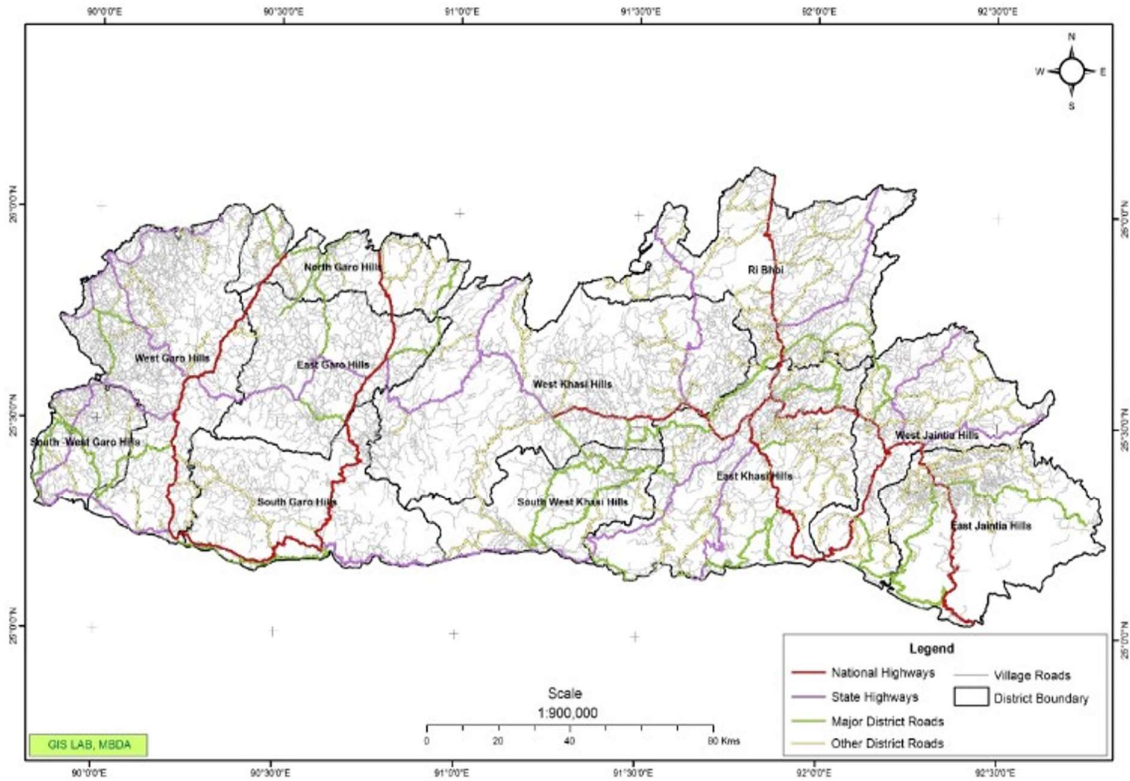 90°0'0"E 90°30'0"E 91°0'0"E 91°30'0"E 92°0'0"E 92°30'0"E
N
W E
S
26°0'0"N 26°0'0"N
North Garo Hills
Ri Bhoi
West Garo Hills
East Garo Hills
West Khasi Hills
25°30'0"N 25°30'0"N
South West Garo Hills
West Jaintia Hills
South Garo Hills
South West Khasi Hills
East Khasi Hills
East Jaintia Hills
25°0'0"N 25°0'0"N
Legend
National Highways
State Highways
Major District Roads
Other District Roads
Village Roads
District Boundary
Scale
1:900,000
0 20 40 60 80 Kms
GIS LAB, MBDA
90°0'0"E 90°30'0"E 91°0'0"E 91°30'0"E 92°0'0"E 92°30'0"E